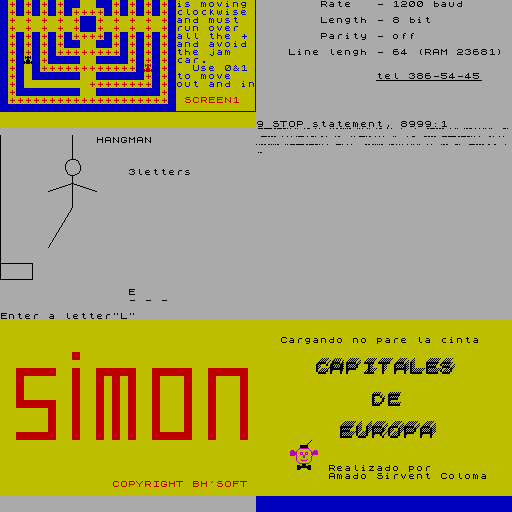 is moving
clockwise
and must
run over
all the +
and avoid
the jam
car.
Use 0&1
to move
out and in
SCREEN1
Rate - 1200 baud
Length - 8 bit
Parity - off
Line lengh - 64 (RAM 23681)
tel 386-54-45
9 STOP statement, 8999:1
HANGMAN
3letters
E
_ _ _
Enter a letter"L"
simon
COPYRIGHT BH'SOFT
Cargando no pare la cinta
CAPITALES
DE
EUROPA
Realizado por
Amado Sirvent Coloma